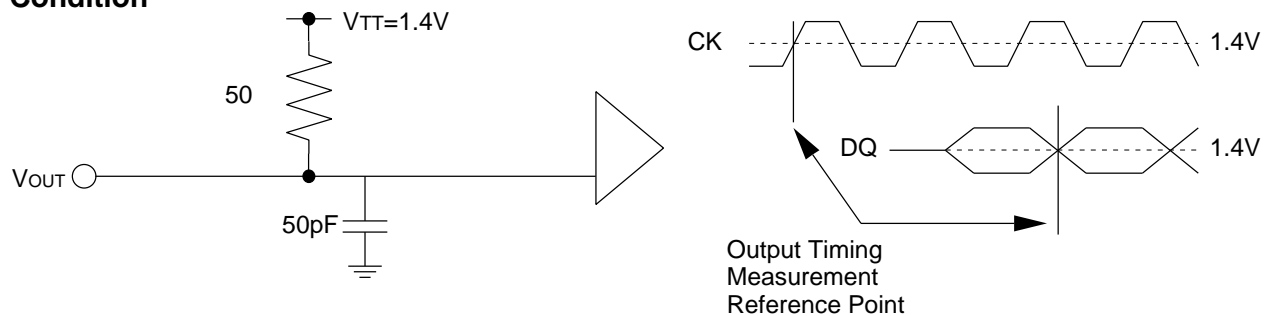 Condition
VTT=1.4V
50
VOUT
50pF
CK
1.4V
DQ
1.4V
Output Timing
Measurement
Reference Point